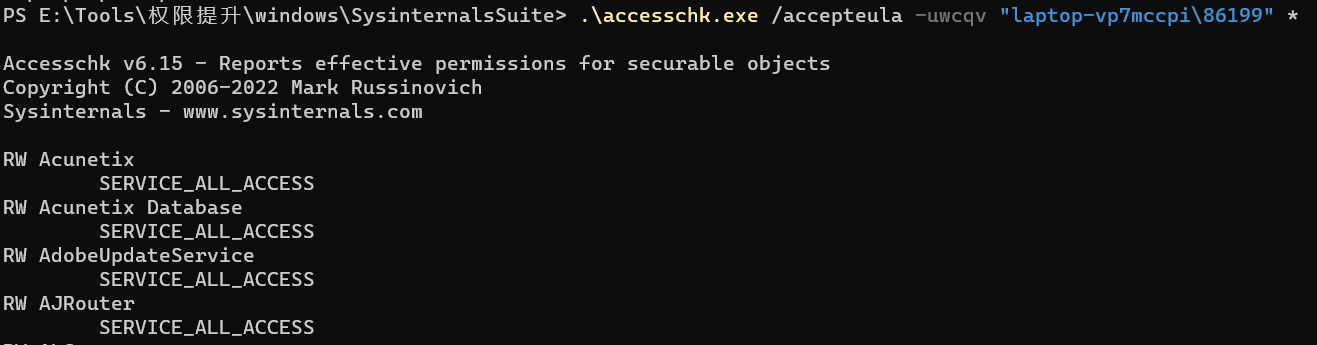 PS E:\Tools\权限提升\windows\SysinternalsSuite> .\accesschk.exe /accepteula -uwcqv "laptop-vp7mccpi\86199" *
Accesschk v6.15 - Reports effective permissions for securable objects
Copyright (C) 2006-2022 Mark Russinovich
Sysinternals - www.sysinternals.com
RW Acunetix
SERVICE_ALL_ACCESS
RW Acunetix Database
SERVICE_ALL_ACCESS
RW AdobeUpdateService
SERVICE_ALL_ACCESS
RW AJRouter
SERVICE_ALL_ACCESS